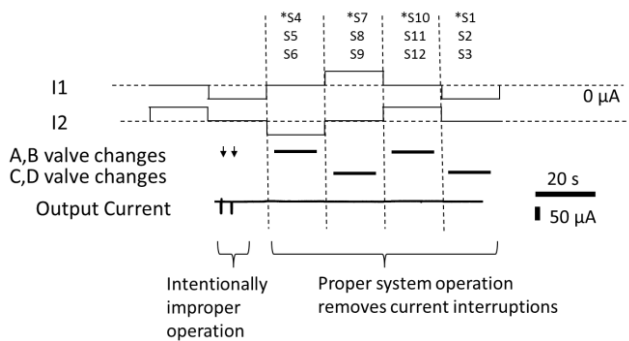 *S4 *S7 *S10 *S1
S5 S8 S11 S2
S6 S9 S12 S3
I1
0 µA
I2
A,B valve changes
C,D valve changes
20 s
Output Current
50 µA
Intentionally
improper
operation
Proper system operation
removes current interruptions